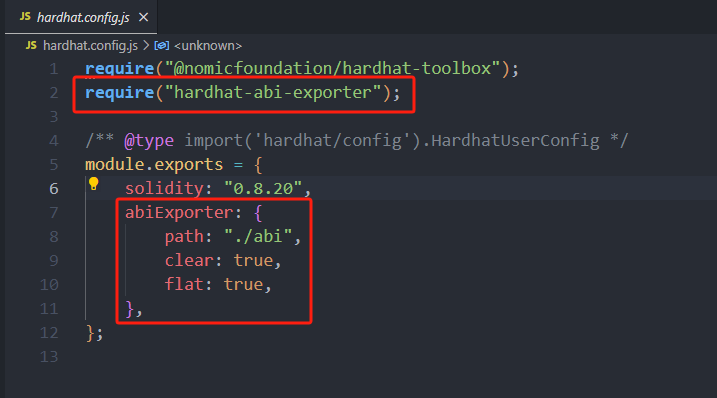 JS hardhat.config.js ×
JS hardhat.config.js > <unknown>
1 require("@nomicfoundation/hardhat-toolbox");
2 require("hardhat-abi-exporter");
3
4 /** @type import('hardhat/config').HardhatUserConfig */
5 module.exports = {
6 solidity: "0.8.20",
7 abiExporter: {
8 path: "./abi",
9 clear: true,
10 flat: true,
11 },
12 };
13